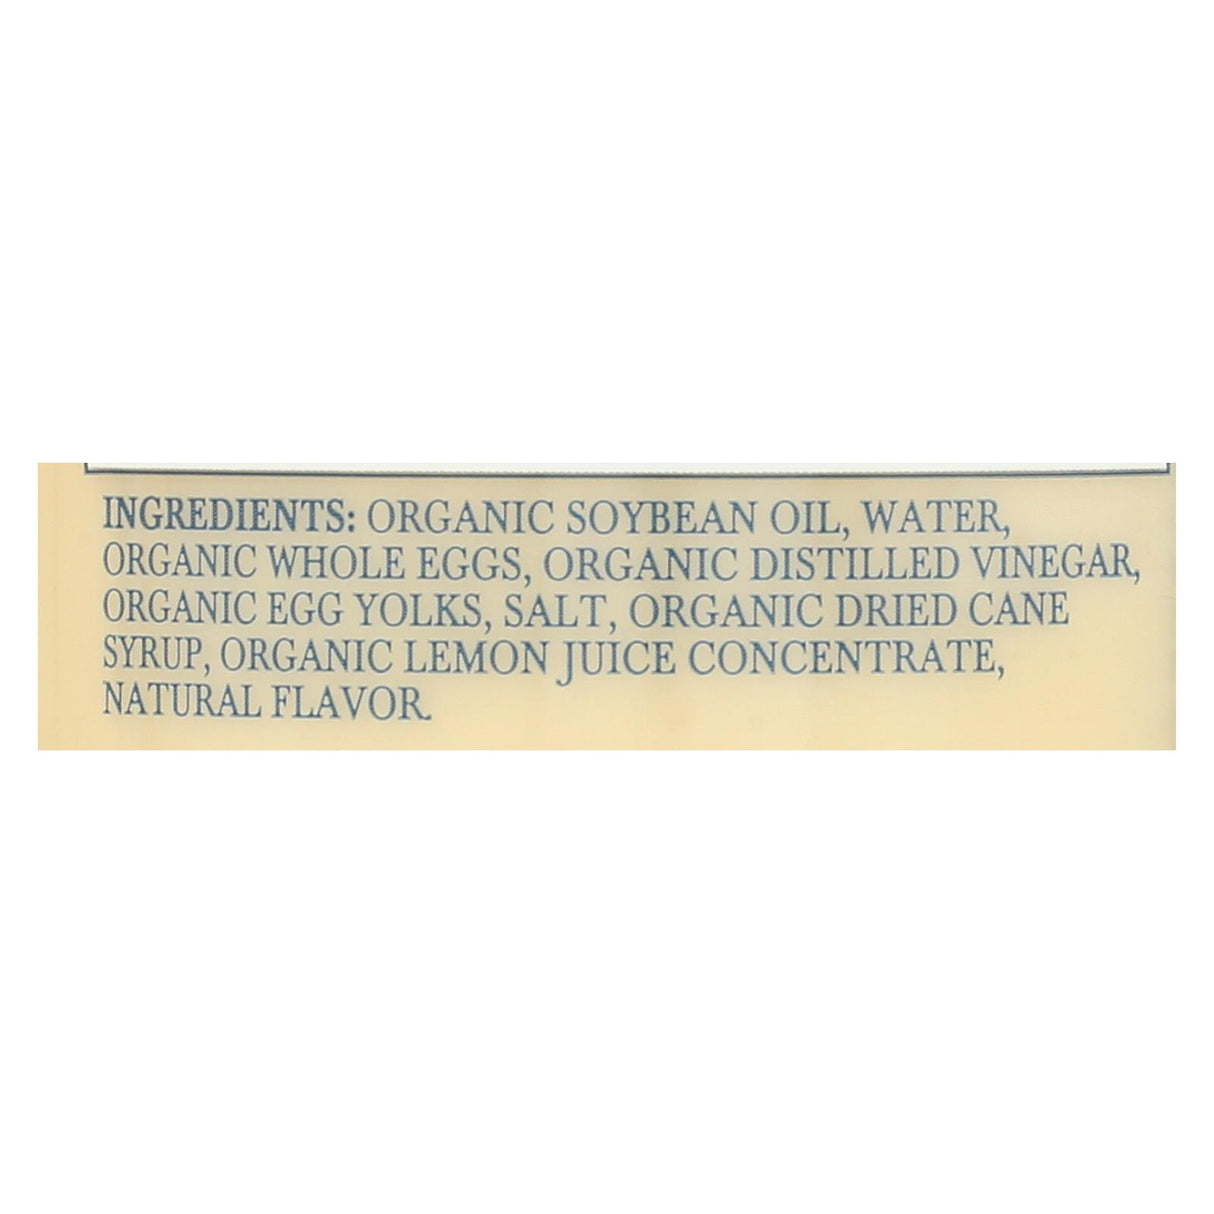 INGREDIENTS: ORGANIC SOYBEAN OIL, WATER,
ORGANIC WHOLE EGGS, ORGANIC DISTILLED VINEGAR,
ORGANIC EGG YOLKS, SALT, ORGANIC DRIED CANE
SYRUP, ORGANIC LEMON JUICE CONCENTRATE,
NATURAL FLAVOR.